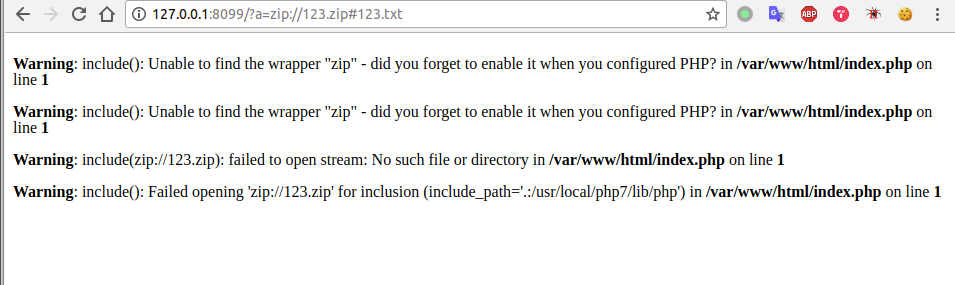 127.0.0.1:8099/?a=zip://123.zip#123.txt
ABP
Warning: include(): Unable to find the wrapper "zip" - did you forget to enable it when you configured PHP? in /var/www/html/index.php on
line 1
Warning: include(): Unable to find the wrapper "zip" - did you forget to enable it when you configured PHP? in /var/www/html/index.php on
line 1
Warning: include(zip://123.zip): failed to open stream: No such file or directory in /var/www/html/index.php on line 1
Warning: include(): Failed opening 'zip://123.zip' for inclusion (include_path='.:/usr/local/php7/lib/php') in /var/www/html/index.php on line 1